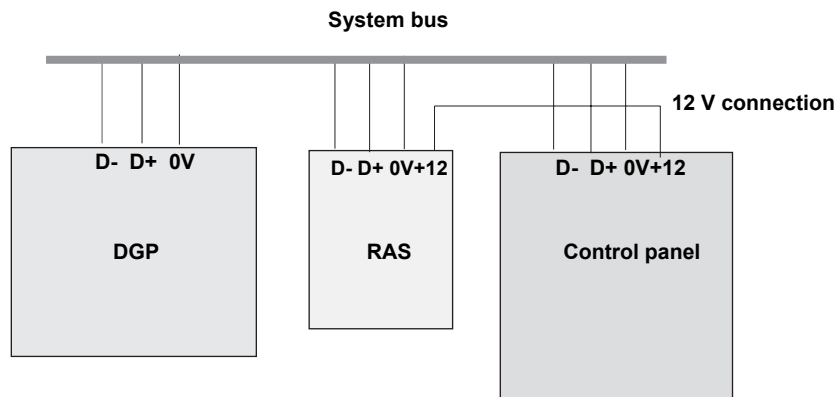 System bus
12 V connection
D- D+ 0V
D- D+ 0V+12
D- D+ 0V+12
DGP
RAS
Control panel